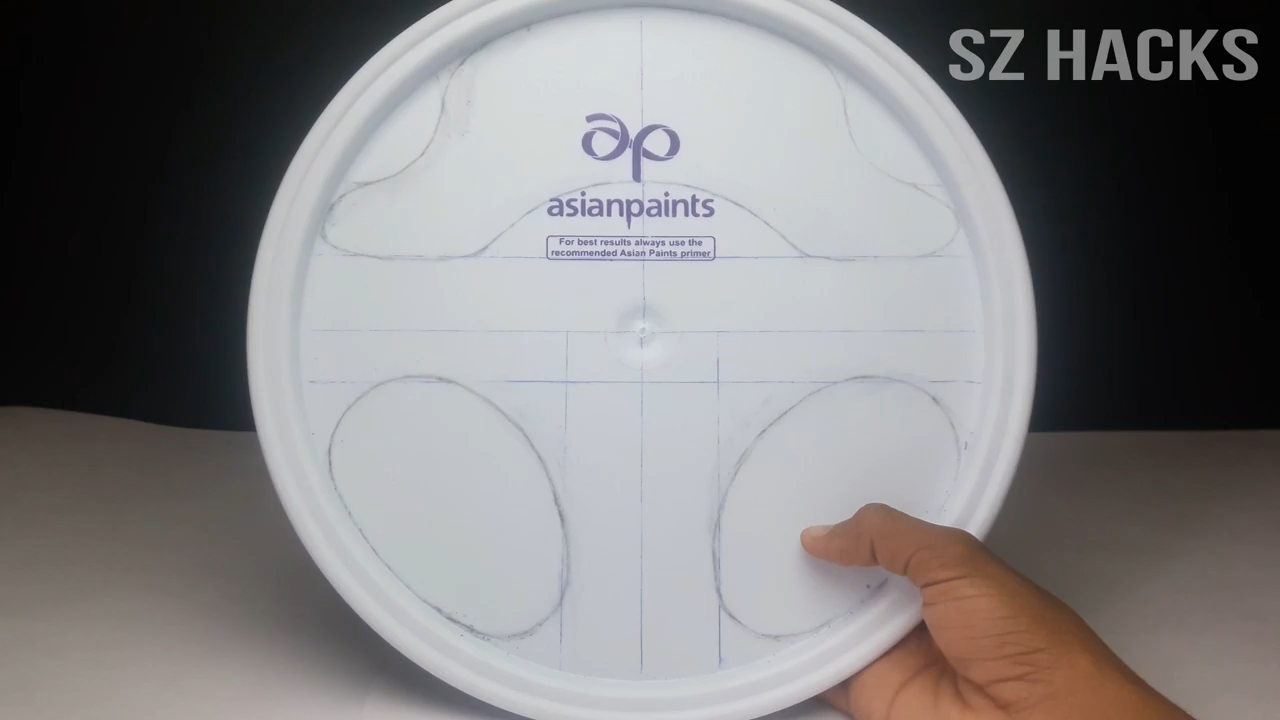 SZ HACKS
ap
asianpaints
For best results always use the
recommended Asian Paints primer